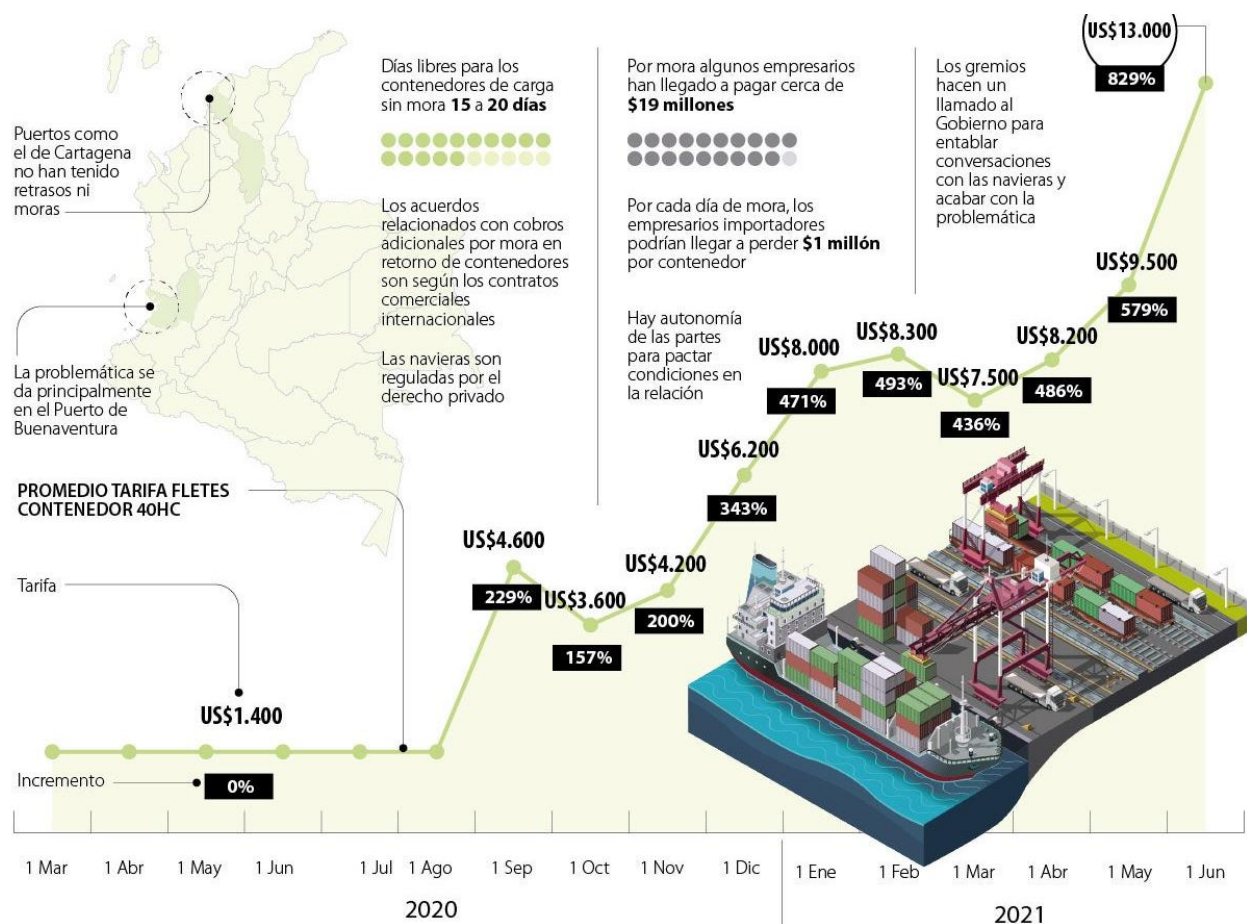 Puertos como
el de Cartagena
no han tenido
retrasos ni
moras
La problemática se
da principalmente
en el Puerto de
Buenaventura
Días libres para los
contenedores de carga
sin mora 15 a 20 días
Los acuerdos
relacionados con cobros
adicionales por mora en
retorno de contenedores
son según los contratos
comerciales
internacionales
Las navieras son
reguladas por el
derecho privado
Por mora algunos empresarios
han llegado a pagar cerca de
$19 millones
Por cada día de mora, los
empresarios importadores
podrían llegar a perder $1 millón
por contenedor
Hay autonomía
de las partes
para pactar
condiciones en
la relación
Los gremios
hacen un
llamado al
Gobierno para
entablar
conversaciones
con las navieras y
acabar con la
problemática
PROMEDIO TARIFA FLETES
CONTENEDOR 40HC
Tarifa
US$1.400
Incremento
0%
US$4.600
229%
US$3.600
157%
US$4.200
200%
US$6.200
343%
US$8.000
471%
US$8.300
493%
US$7.500
436%
US$8.200
486%
US$9.500
579%
US$13.000
829%
1 Mar
1 Abr
1 May
1 Jun
1 Jul
1 Ago
1 Sep
1 Oct
1 Nov
1 Dic
1 Ene
1 Feb
1 Mar
1 Abr
1 May
1 Jun
2020
2021